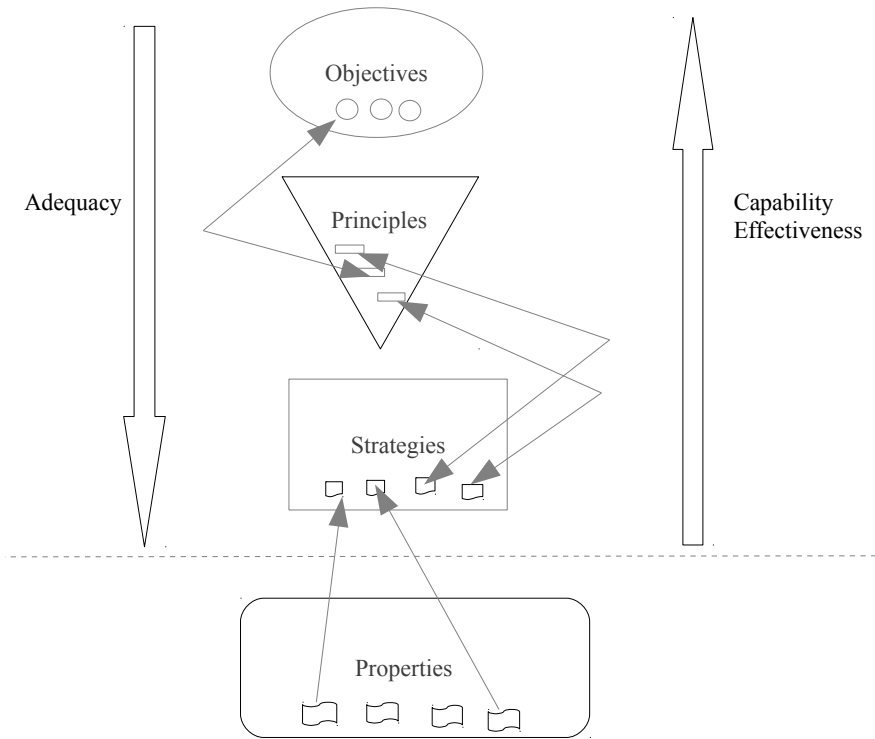 Objectives
Adequacy
Principles
Capability
Effectiveness
Strategies
Properties